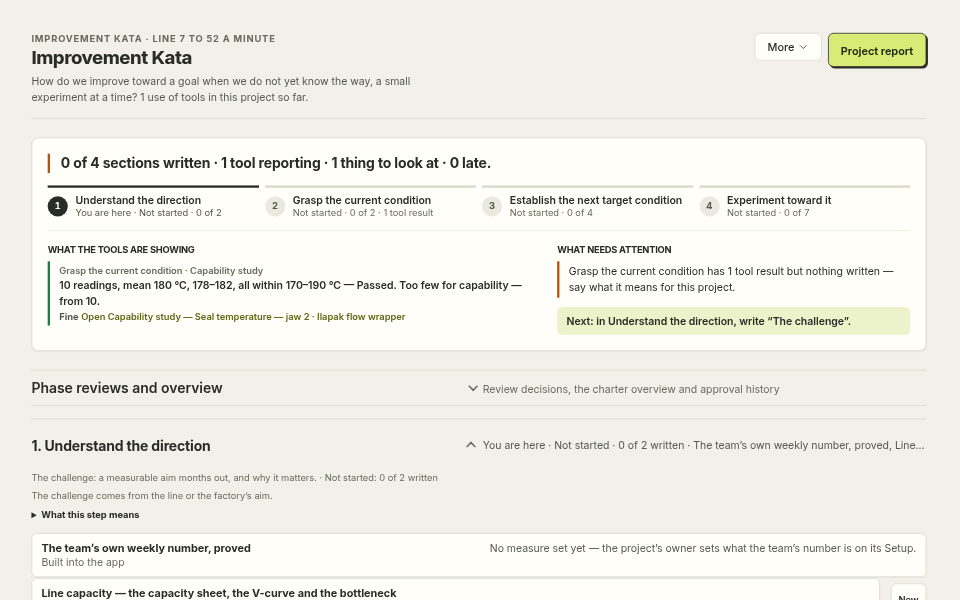 IMPROVEMENT KATA · LINE 7 TO 52 A MINUTE
Improvement Kata
How do we improve toward a goal when we do not yet know the way, a small
experiment at a time? 1 use of tools in this project so far.
More
Project report
0 of 4 sections written · 1 tool reporting · 1 thing to look at · 0 late.
1
Understand the direction
You are here · Not started · 0 of 2
2
Grasp the current condition
Not started · 0 of 2 · 1 tool result
3
Establish the next target condition
Not started · 0 of 4
4
Experiment toward it
Not started · 0 of 7
WHAT THE TOOLS ARE SHOWING
Grasp the current condition · Capability study
10 readings, mean 180 °C, 178–182, all within 170–190 °C — Passed. Too few for capability —
from 10.
Fine Open Capability study — Seal temperature — jaw 2 · Ilapak flow wrapper
WHAT NEEDS ATTENTION
Grasp the current condition has 1 tool result but nothing written —
say what it means for this project.
Next: in Understand the direction, write “The challenge”.
Phase reviews and overview
Review decisions, the charter overview and approval history
1. Understand the direction
You are here · Not started · 0 of 2 written · The team’s own weekly number, proved, Line…
The challenge: a measurable aim months out, and why it matters. · Not started: 0 of 2 written
The challenge comes from the line or the factory’s aim.
What this step means
The team’s own weekly number, proved
Built into the app
No measure set yet — the project’s owner sets what the team’s number is on its Setup.
Line capacity — the capacity sheet, the V-curve and the bottleneck
New